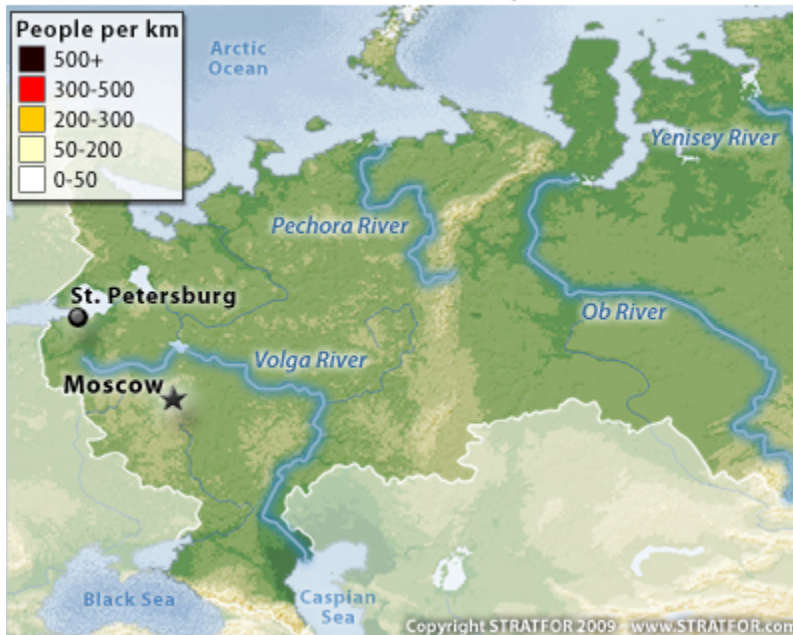 People per km
500+
300-500
200-300
50-200
0-50
Arctic
Ocean
Yenisey River
Pechora River
St. Petersburg
Ob River
Volga River
Moscow
Black Sea
Caspian
Sea
Copyright STRATFOR 2009 - www.STRATFOR.com